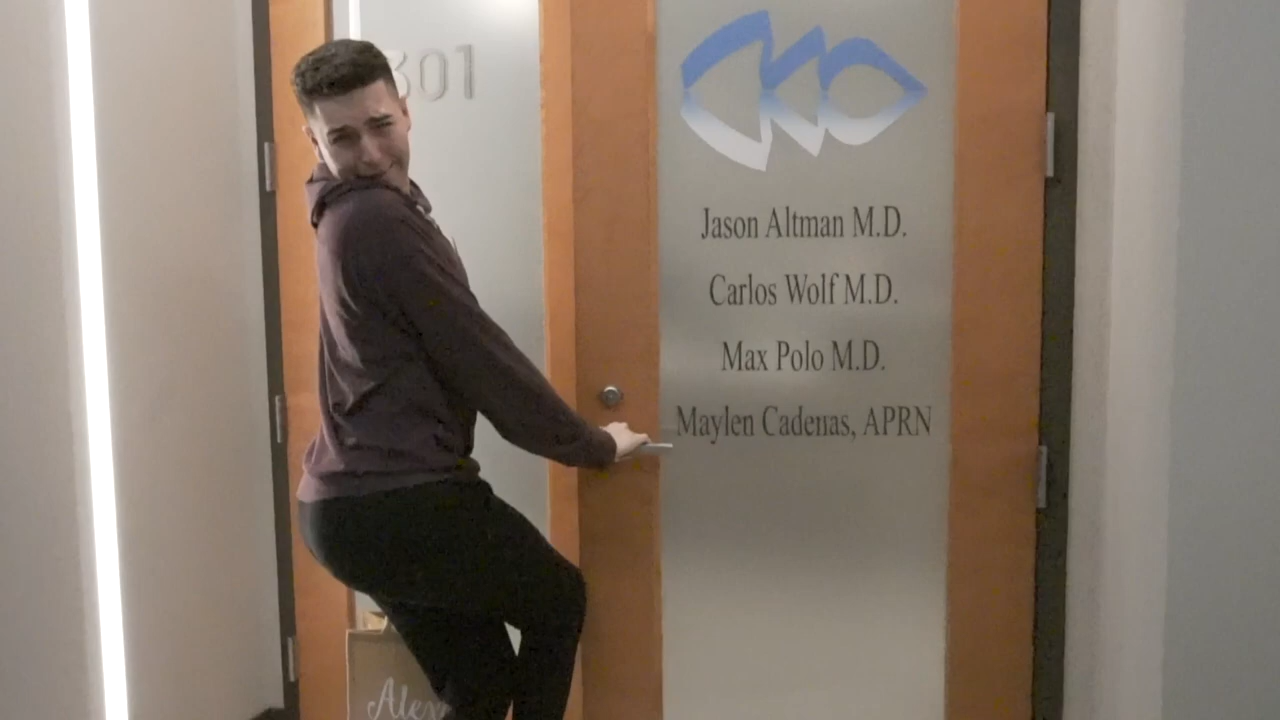 301
Jason Altman M.D.
Carlos Wolf M.D.
Max Polo M.D.
Maylen Cadenas, APRN